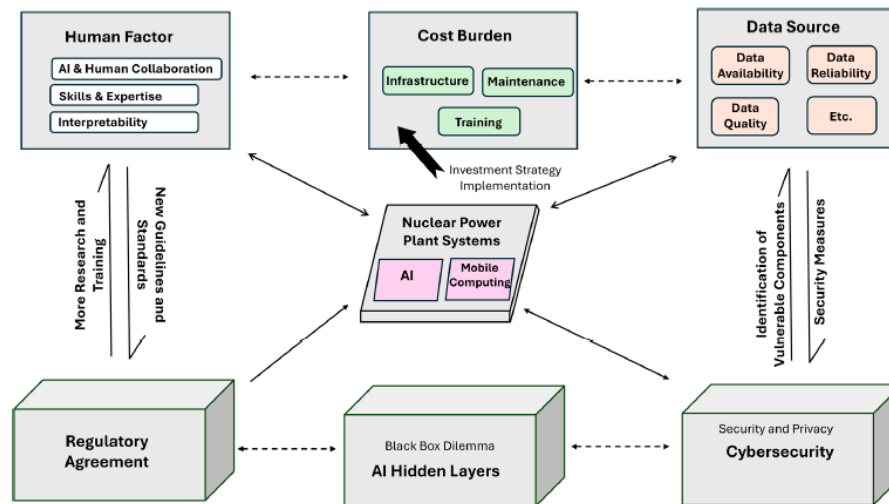 Human Factor
AI & Human Collaboration
Skills & Expertise
Interpretability
Cost Burden
Infrastructure
Maintenance
Training
Data Source
Data
Availability
Data
Reliability
Data
Quality
Etc.
Investment Strategy
Implementation
Nuclear Power
Plant Systems
AI
Mobile
Computing
More Research and
Training
New Guidelines and
Standards
Identification of
Vulnerable Components
Security Measures
Regulatory
Agreement
Black Box Dilemma
AI Hidden Layers
Security and Privacy
Cybersecurity